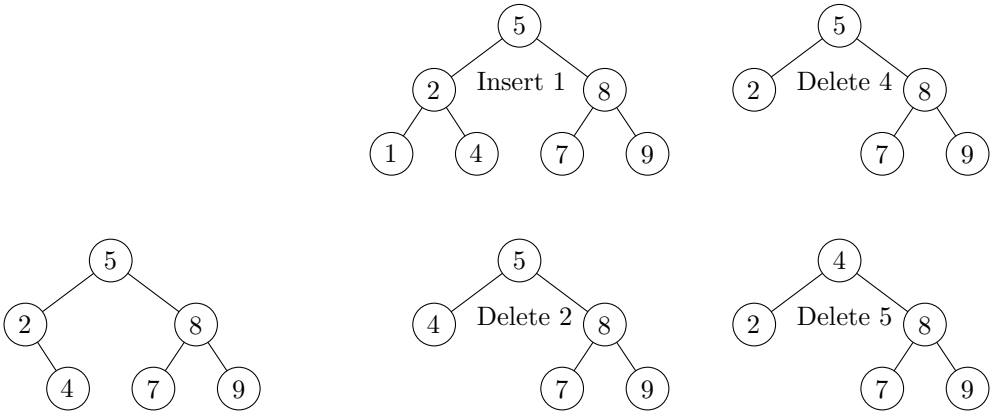 5 5
2 Insert 1 8 2 Delete 4 8
1 4 7 9 7 9
5 5 4
2 8 4 Delete 2 8 2 Delete 5 8
4 7 9 7 9 7 9